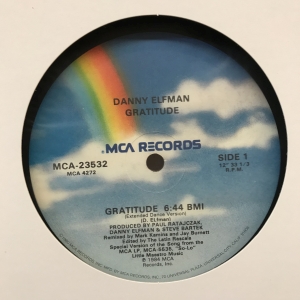 DANNY ELFMAN
GRATITUDE
MCA RECORDS
MCA-23532
MCA 4272
SIDE 1
12" 33 1/3
R.P.M.
GRATITUDE 6:44 BMI
(Extended Dance Version)
(D. Elfman)
PRODUCED BY PAUL RATAJCZAK,
DANNY ELFMAN & STEVE BARTEK
Remixed by Mark Kamins and Jay Burnett
Edited by The Latin Rascals
Special Version of the Song from the
MCA LP, MCA 5535, "So-Lo"
Little Maestro Music
℗ 1984 MCA
Records, Inc.